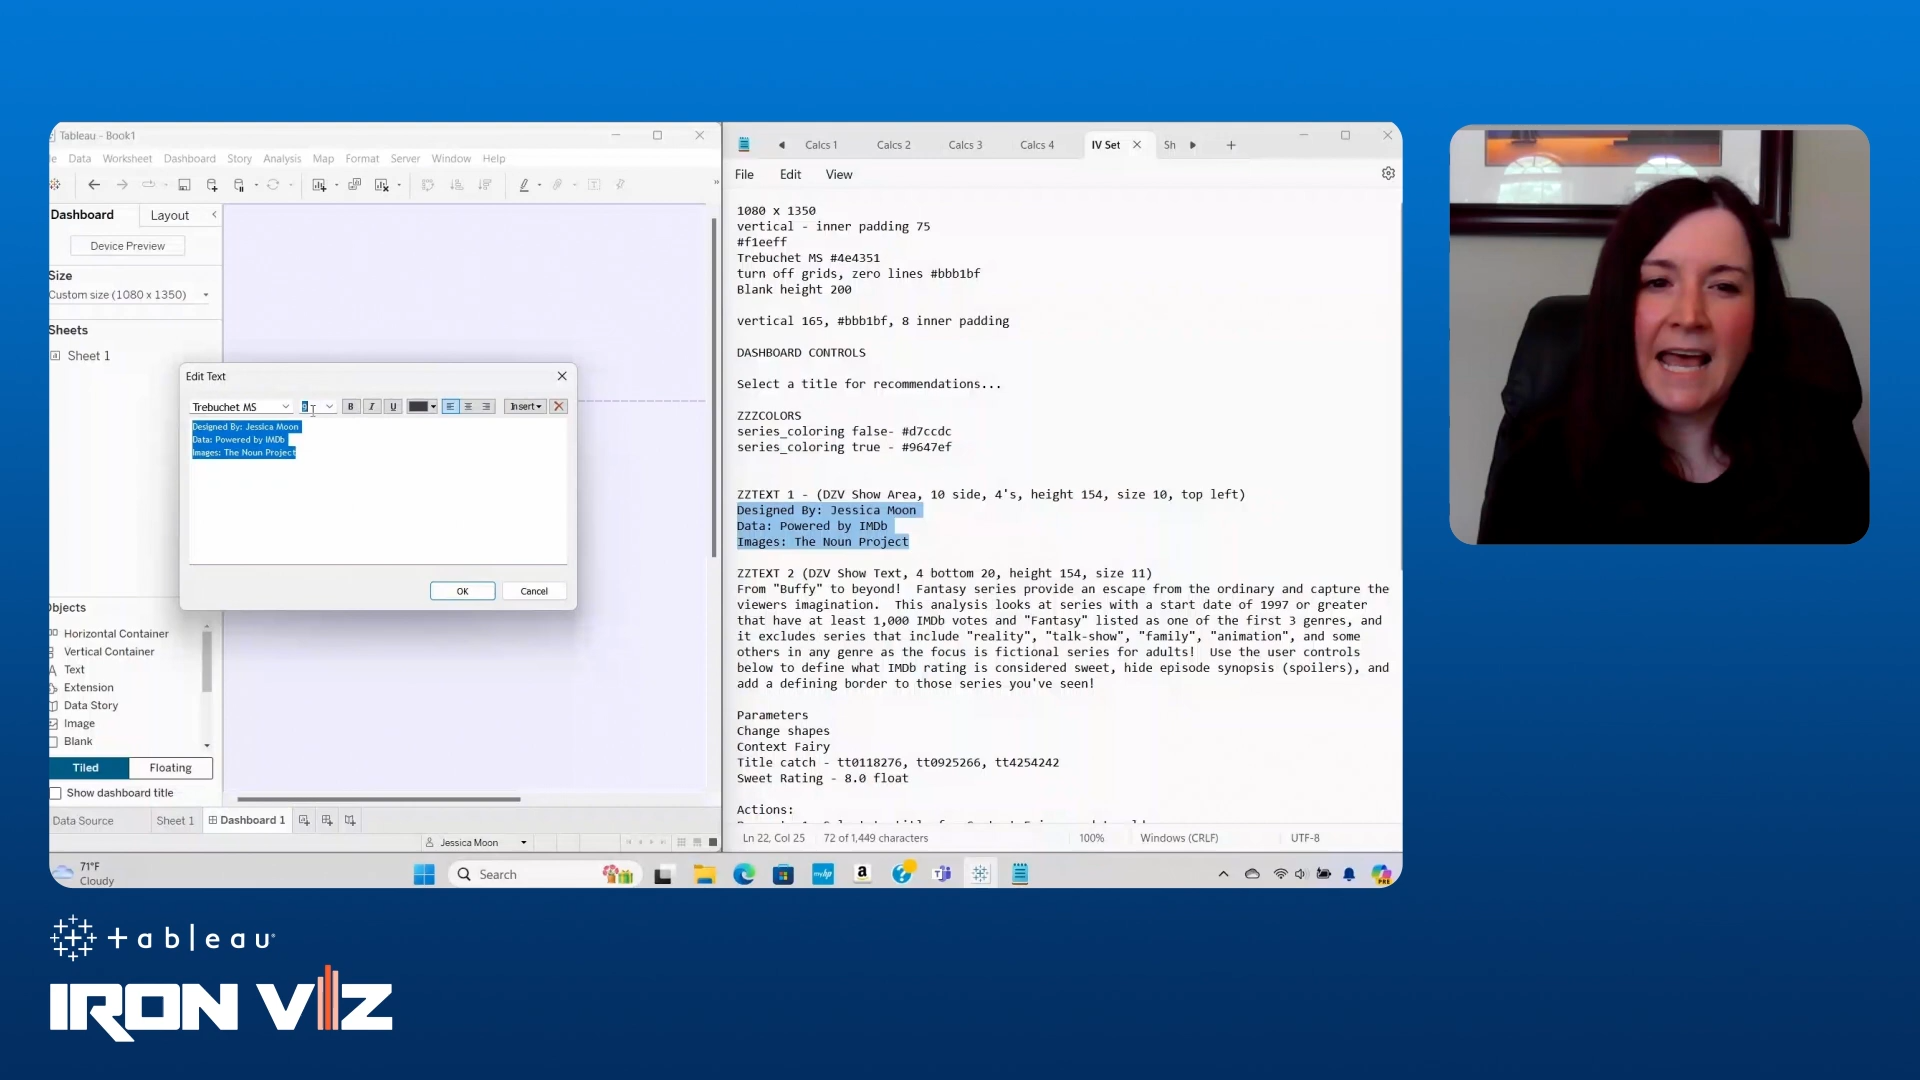 Tableau - Book1
Data Worksheet Dashboard Story Analysis Map Format Server Window Help
Dashboard
Layout
Device Preview
Size
Custom size (1080 x 1350)
Sheets
Sheet 1
Edit Text
Trebuchet MS
9
B I U
Insert
Designed By: Jessica Moon
Data: Powered by IMDb
Images: The Noun Project
OK
Cancel
Objects
Horizontal Container
Vertical Container
Text
Extension
Data Story
Image
Blank
Tiled
Floating
Show dashboard title
Data Source
Sheet 1
Dashboard 1
Jessica Moon
Calcs 1
Calcs 2
Calcs 3
Calcs 4
IV Set
Sh
File
Edit
View
1080 x 1350
vertical - inner padding 75
#f1eeff
Trebuchet MS #4e4351
turn off grids, zero lines #bbb1bf
Blank height 200
vertical 165, #bbb1bf, 8 inner padding
DASHBOARD CONTROLS
Select a title for recommendations...
ZZZCOLORS
series_coloring false- #d7ccdc
series_coloring true - #9647ef
ZZTEXT 1 - (DZV Show Area, 10 side, 4's, height 154, size 10, top left)
Designed By: Jessica Moon
Data: Powered by IMDb
Images: The Noun Project
ZZTEXT 2 (DZV Show Text, 4 bottom 20, height 154, size 11)
From "Buffy" to beyond!  Fantasy series provide an escape from the ordinary and capture the
viewers imagination.  This analysis looks at series with a start date of 1997 or greater
that have at least 1,000 IMDb votes and "Fantasy" listed as one of the first 3 genres, and
it excludes series that include "reality", "talk-show", "family", "animation", and some
others in any genre as the focus is fictional series for adults!  Use the user controls
below to define what IMDb rating is considered sweet, hide episode synopsis (spoilers), and
add a defining border to those series you've seen!
Parameters
Change shapes
Context Fairy
Title catch - tt0118276, tt0925266, tt4254242
Sweet Rating - 8.0 float
Actions:
Ln 22, Col 25
72 of 1,449 characters
100%
Windows (CRLF)
UTF-8
71°F
Cloudy
Search
myhp
a
PRE
+ableau
IRON VIZ